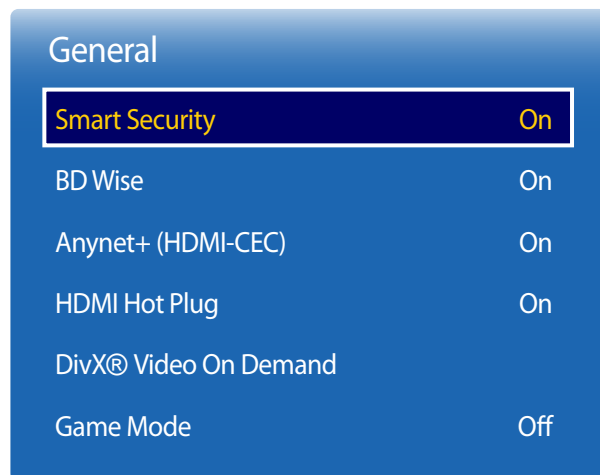 General
Smart Security On
BD Wise On
Anynet+ (HDMI-CEC) On
HDMI Hot Plug On
DivX® Video On Demand
Game Mode Off